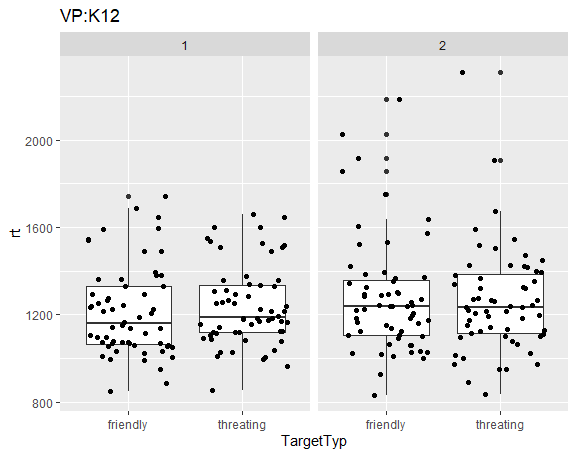 VP:K12
1
2
rt
2000
1600
1200
800
friendly
threating
friendly
threating
TargetTyp